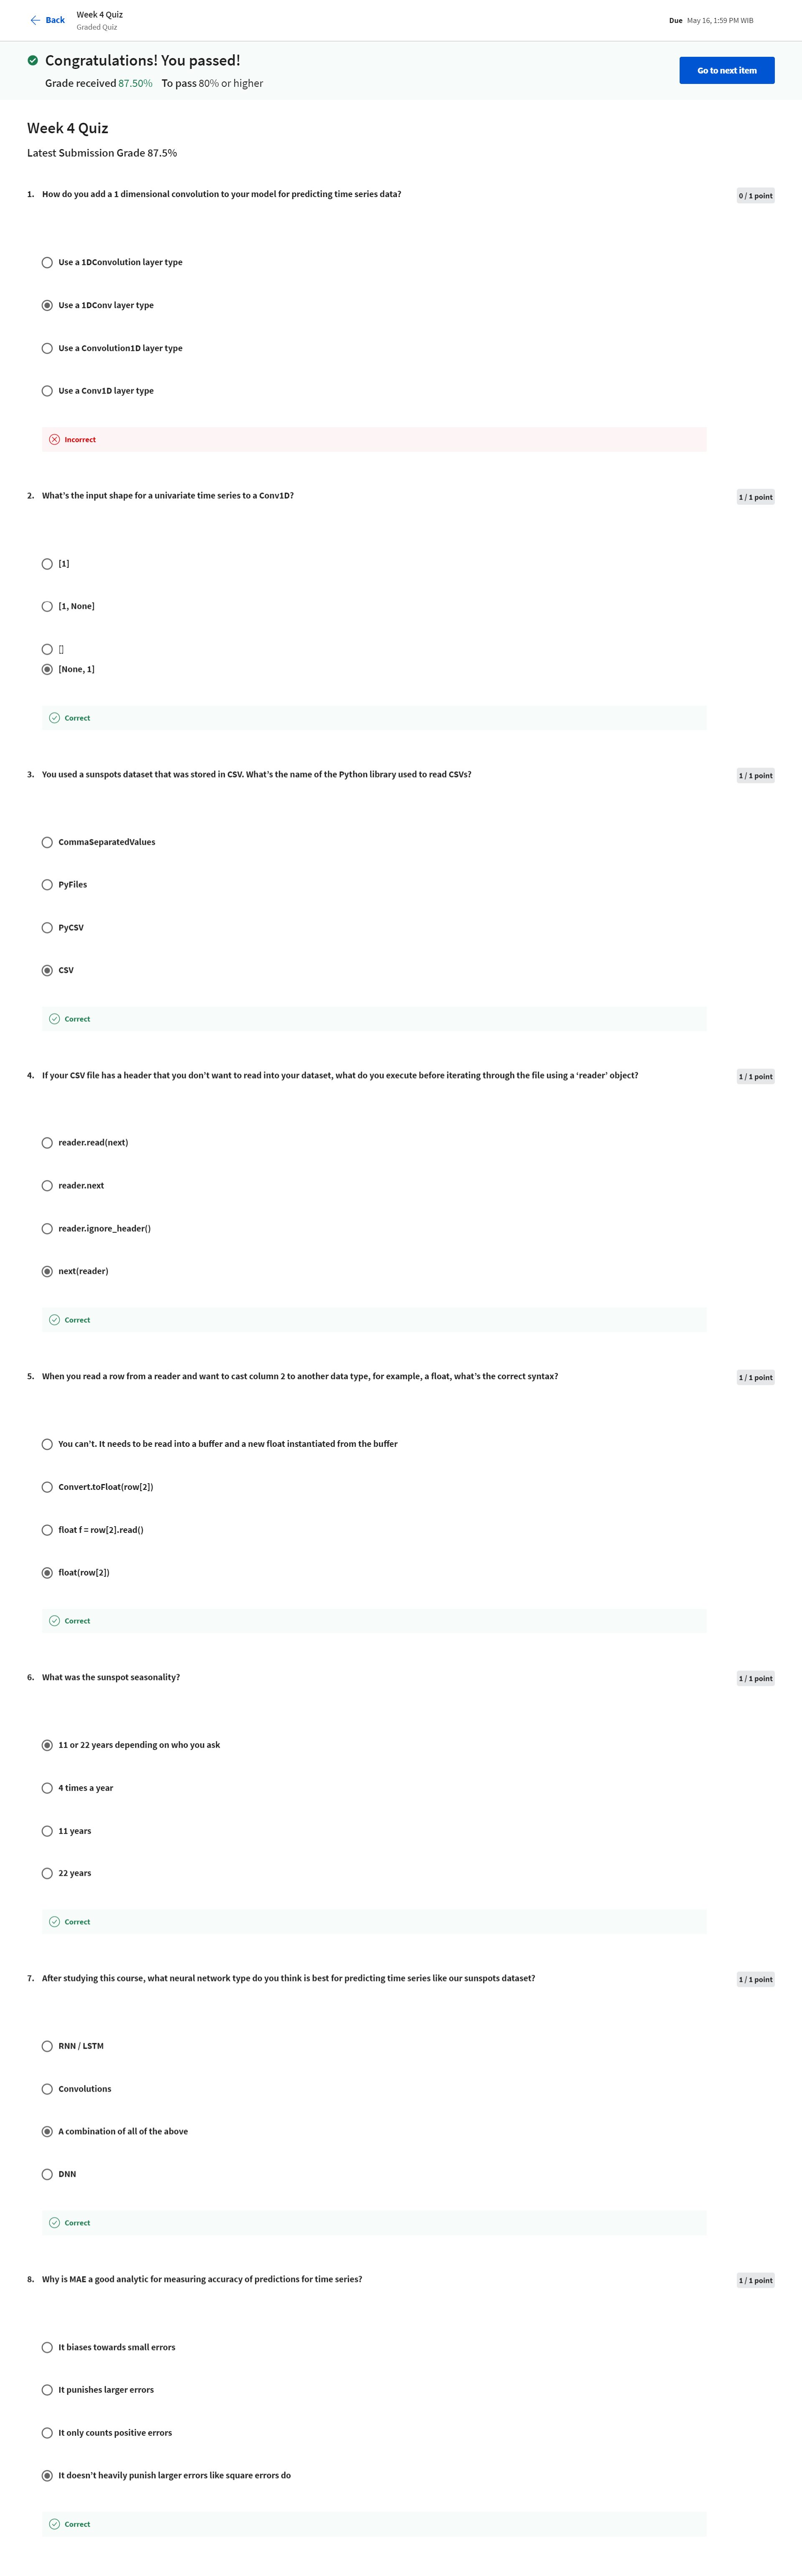 Back
Week 4 Quiz
Graded Quiz
Due May 16, 1:59 PM WIB
Congratulations! You passed!
Grade received 87.50% To pass 80% or higher
Go to next item
Week 4 Quiz
Latest Submission Grade 87.5%
1. How do you add a 1 dimensional convolution to your model for predicting time series data?
0 / 1 point
Use a 1DConvolution layer type
Use a 1DConv layer type
Use a Convolution1D layer type
Use a Conv1D layer type
Incorrect
2. What’s the input shape for a univariate time series to a Conv1D?
1 / 1 point
[1]
[1, None]
[]
[None, 1]
Correct
3. You used a sunspots dataset that was stored in CSV. What’s the name of the Python library used to read CSVs?
1 / 1 point
CommaSeparatedValues
PyFiles
PyCSV
CSV
Correct
4. If your CSV file has a header that you don’t want to read into your dataset, what do you execute before iterating through the file using a ‘reader’ object?
1 / 1 point
reader.read(next)
reader.next
reader.ignore_header()
next(reader)
Correct
5. When you read a row from a reader and want to cast column 2 to another data type, for example, a float, what’s the correct syntax?
1 / 1 point
You can’t. It needs to be read into a buffer and a new float instantiated from the buffer
Convert.toFloat(row[2])
float f = row[2].read()
float(row[2])
Correct
6. What was the sunspot seasonality?
1 / 1 point
11 or 22 years depending on who you ask
4 times a year
11 years
22 years
Correct
7. After studying this course, what neural network type do you think is best for predicting time series like our sunspots dataset?
1 / 1 point
RNN / LSTM
Convolutions
A combination of all of the above
DNN
Correct
8. Why is MAE a good analytic for measuring accuracy of predictions for time series?
1 / 1 point
It biases towards small errors
It punishes larger errors
It only counts positive errors
It doesn’t heavily punish larger errors like square errors do
Correct